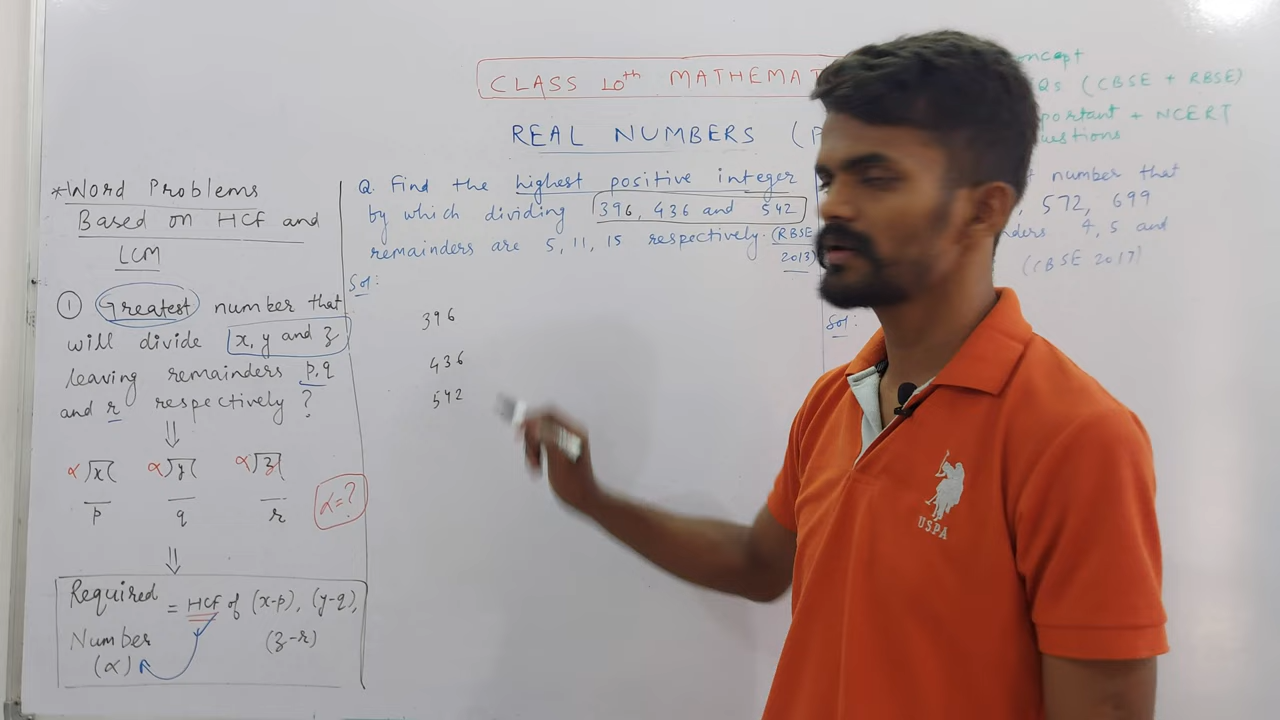 CLASS 10th MATHEMAT
REAL NUMBERS (P
oncept
Qs (CBSE + RBSE)
portant + NCERT
uestions
*Word Problems
Based on HCF and
LCM
① Greatest number that
will divide x, y and z
leaving remainders p, q
and r respectively ?
⇓
α)x( α)y( α)z(
p q r
α=?
⇓
Required
Number
(α)
= HCF of (x-p), (y-q),
(z-r)
Q. Find the highest positive integer
by which dividing 396, 436 and 542
remainders are 5, 11, 15 respectively. (RBSE
2013)
Sol:
396
436
542
number that
, 572, 699
nders 4, 5 and
(CBSE 2017)
Sol:
USPA